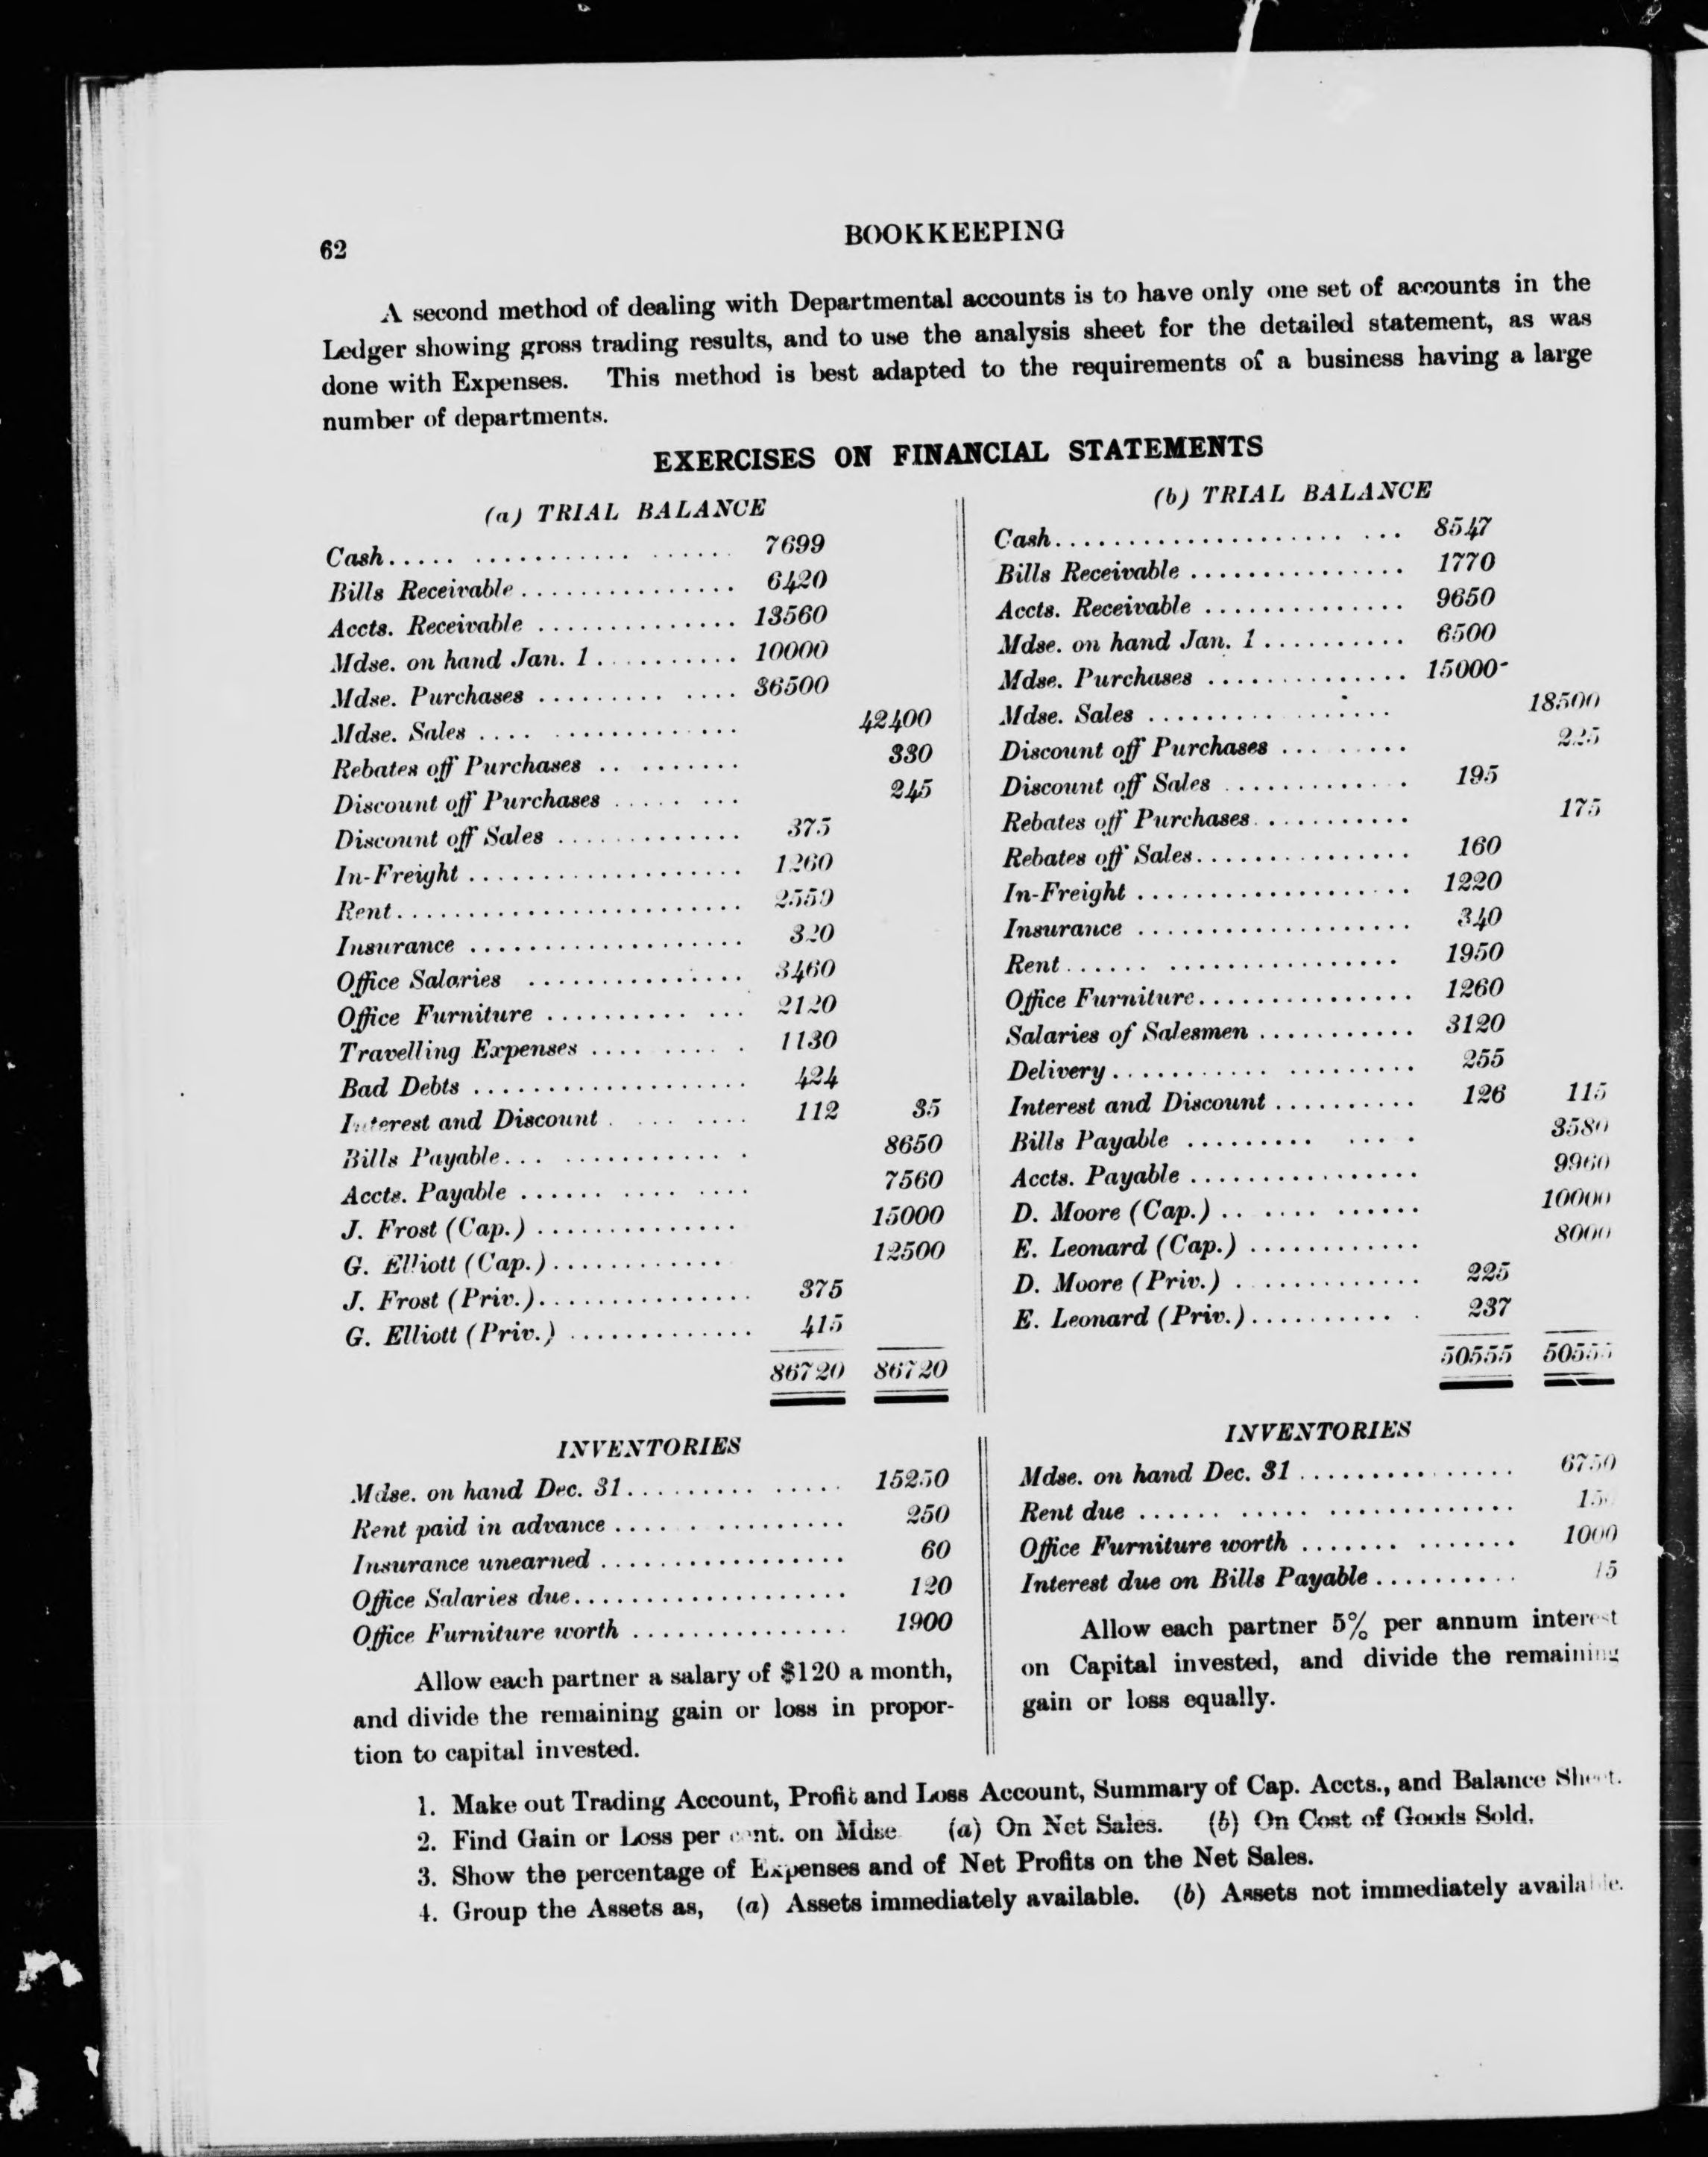 62
BOOKKEEPING
A second method of dealing with Departmental accounts is to have only one set of accounts in the
Ledger showing gross trading results, and to use the analysis sheet for the detailed statement, as was
done with Expenses. This method is best adapted to the requirements of a business having a large
number of departments.
EXERCISES ON FINANCIAL STATEMENTS
(a) TRIAL BALANCE
Cash 7699
Bills Receivable 6420
Accts. Receivable 13560
Mdse. on hand Jan. 1 10000
Mdse. Purchases 36500
Mdse. Sales 42400
Rebates off Purchases 330
Discount off Purchases 245
Discount off Sales 375
In-Freight 1260
Rent 2550
Insurance 320
Office Salaries 3460
Office Furniture 2120
Travelling Expenses 1130
Bad Debts 424
Interest and Discount 112 35
Bills Payable 8650
Accts. Payable 7560
J. Frost (Cap.) 15000
G. Elliott (Cap.) 12500
J. Frost (Priv.) 375
G. Elliott (Priv.) 415
86720 86720
INVENTORIES
Mdse. on hand Dec. 31 15250
Rent paid in advance 250
Insurance unearned 60
Office Salaries due 120
Office Furniture worth 1900
Allow each partner a salary of $120 a month,
and divide the remaining gain or loss in propor-
tion to capital invested.
(b) TRIAL BALANCE
Cash 8547
Bills Receivable 1770
Accts. Receivable 9650
Mdse. on hand Jan. 1 6500
Mdse. Purchases 15000
Mdse. Sales 18500
Discount off Purchases 225
Discount off Sales 195
Rebates off Purchases 175
Rebates off Sales 160
In-Freight 1220
Insurance 340
Rent 1950
Office Furniture 1260
Salaries of Salesmen 3120
Delivery 255
Interest and Discount 126 115
Bills Payable 3580
Accts. Payable 9960
D. Moore (Cap.) 10000
E. Leonard (Cap.) 8000
D. Moore (Priv.) 225
E. Leonard (Priv.) 237
50555 50555
INVENTORIES
Mdse. on hand Dec. 31 6750
Rent due
Office Furniture worth 1000
Interest due on Bills Payable 15
Allow each partner 5% per annum interest
on Capital invested, and divide the remaining
gain or loss equally.
1. Make out Trading Account, Profit and Loss Account, Summary of Cap. Accts., and Balance Sheet.
2. Find Gain or Loss per cent. on Mdse (a) On Net Sales. (b) On Cost of Goods Sold.
3. Show the percentage of Expenses and of Net Profits on the Net Sales.
4. Group the Assets as, (a) Assets immediately available. (b) Assets not immediately available.